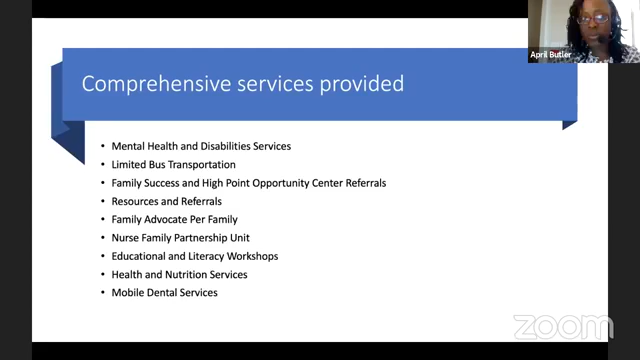 April Butler
Comprehensive services provided
• Mental Health and Disabilities Services
• Limited Bus Transportation
• Family Success and High Point Opportunity Center Referrals
• Resources and Referrals
• Family Advocate Per Family
• Nurse Family Partnership Unit
• Educational and Literacy Workshops
• Health and Nutrition Services
• Mobile Dental Services
zoom